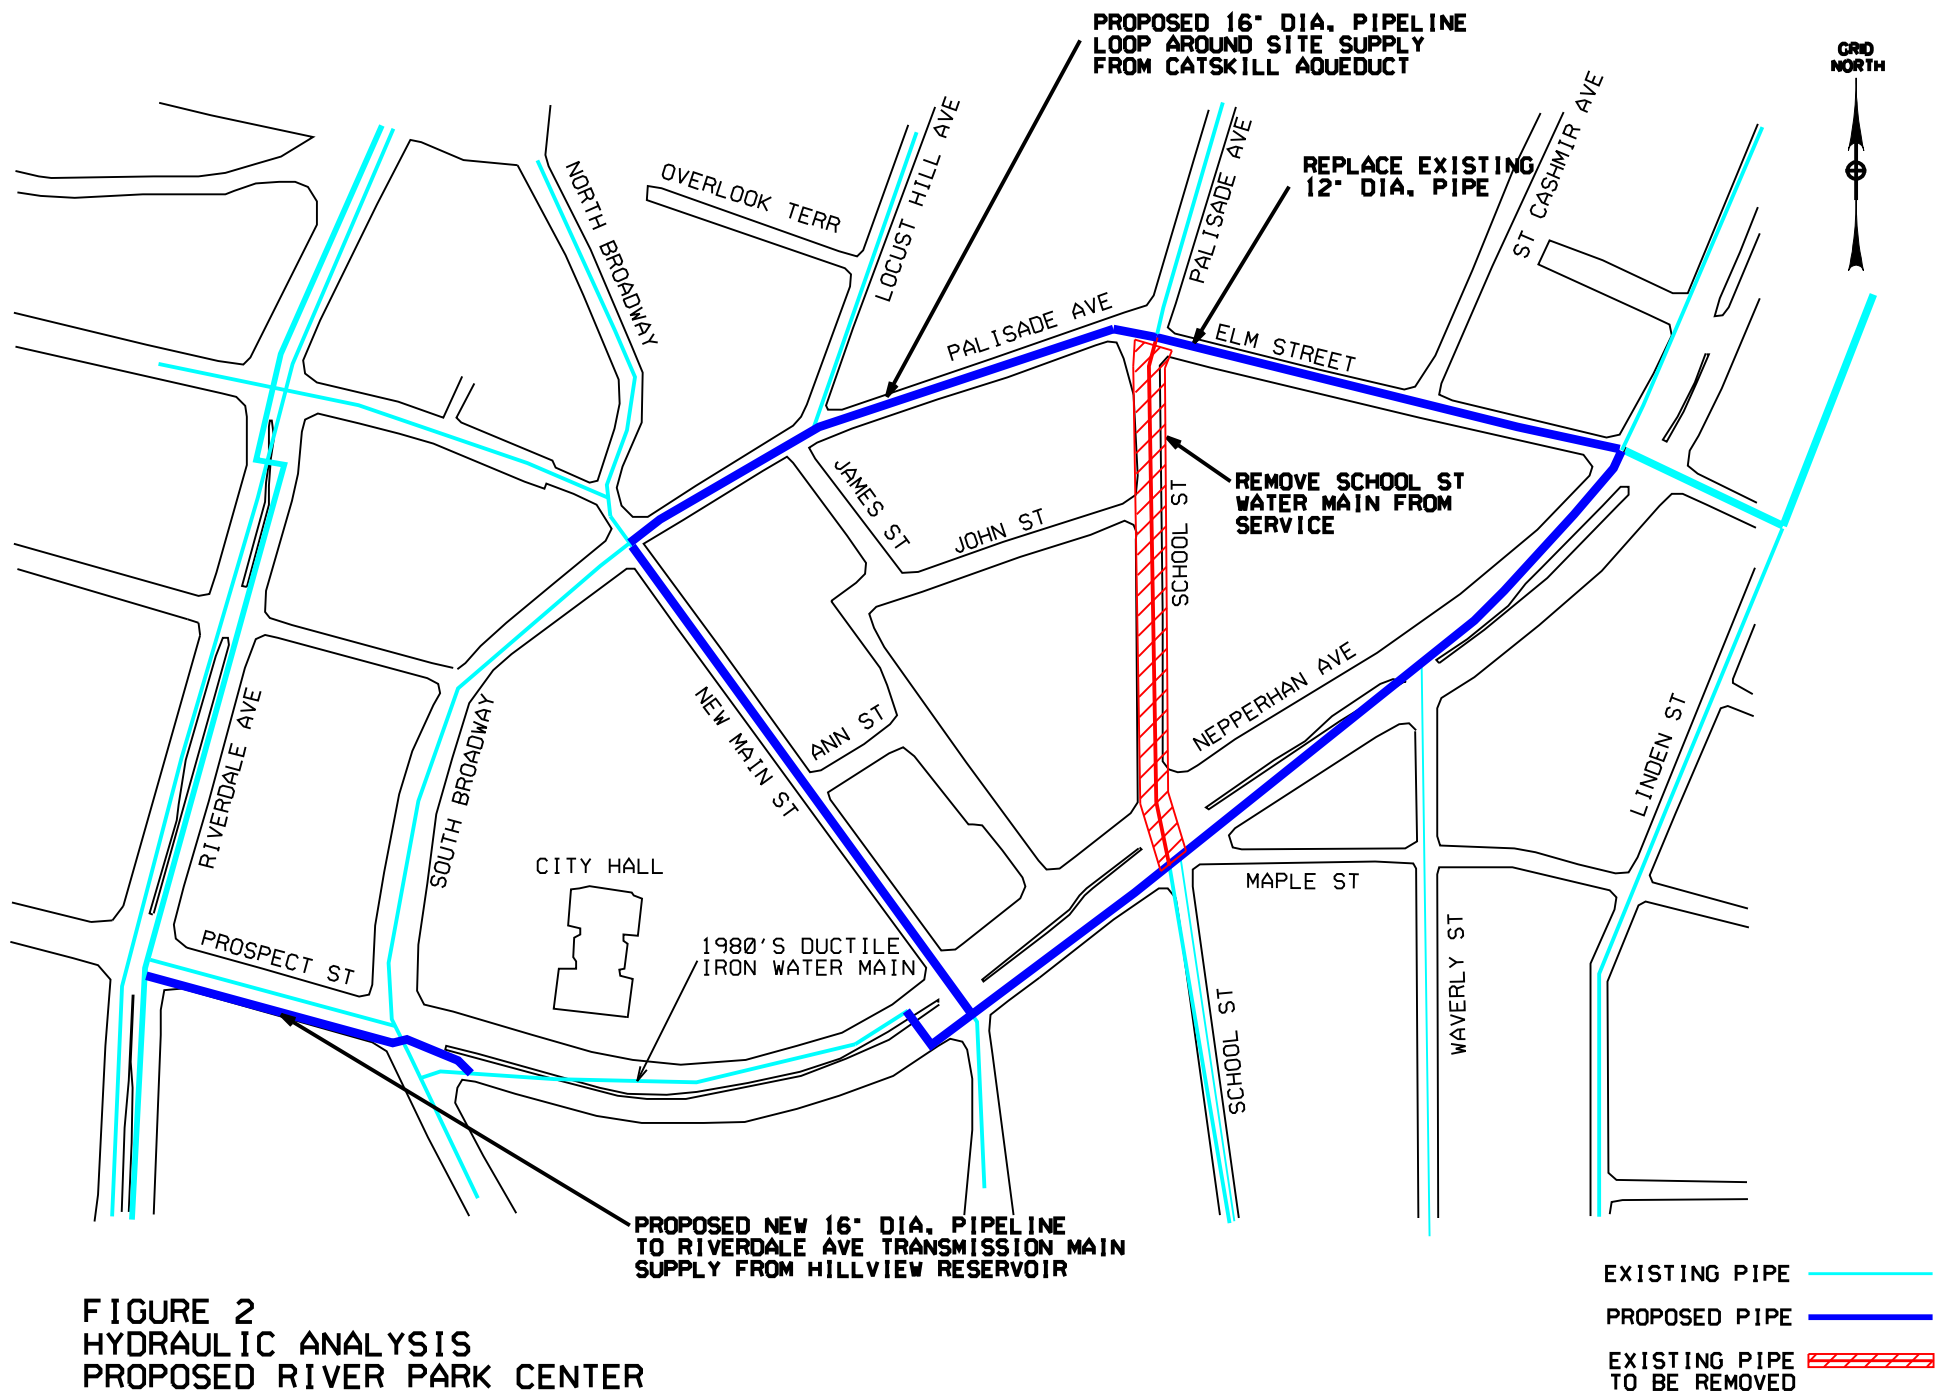 PROPOSED 16" DIA. PIPELINE
LOOP AROUND SITE SUPPLY
FROM CATSKILL AQUEDUCT
GRID
NORTH
REPLACE EXISTING
12" DIA. PIPE
ST CASHMIR AVE
PALISADE AVE
LOCUST HILL AVE
OVERLOOK TERR
NORTH BROADWAY
PALISADE AVE
ELM STREET
REMOVE SCHOOL ST
WATER MAIN FROM
SERVICE
JAMES ST
JOHN ST
SCHOOL ST
NEPPERHAN AVE
NEW MAIN ST
ANN ST
RIVERDALE AVE
SOUTH BROADWAY
LINDEN ST
CITY HALL
MAPLE ST
PROSPECT ST
1980'S DUCTILE
IRON WATER MAIN
WAVERLY ST
SCHOOL ST
PROPOSED NEW 16" DIA. PIPELINE
TO RIVERDALE AVE TRANSMISSION MAIN
SUPPLY FROM HILLVIEW RESERVOIR
EXISTING PIPE
PROPOSED PIPE
EXISTING PIPE
TO BE REMOVED
FIGURE 2
HYDRAULIC ANALYSIS
PROPOSED RIVER PARK CENTER